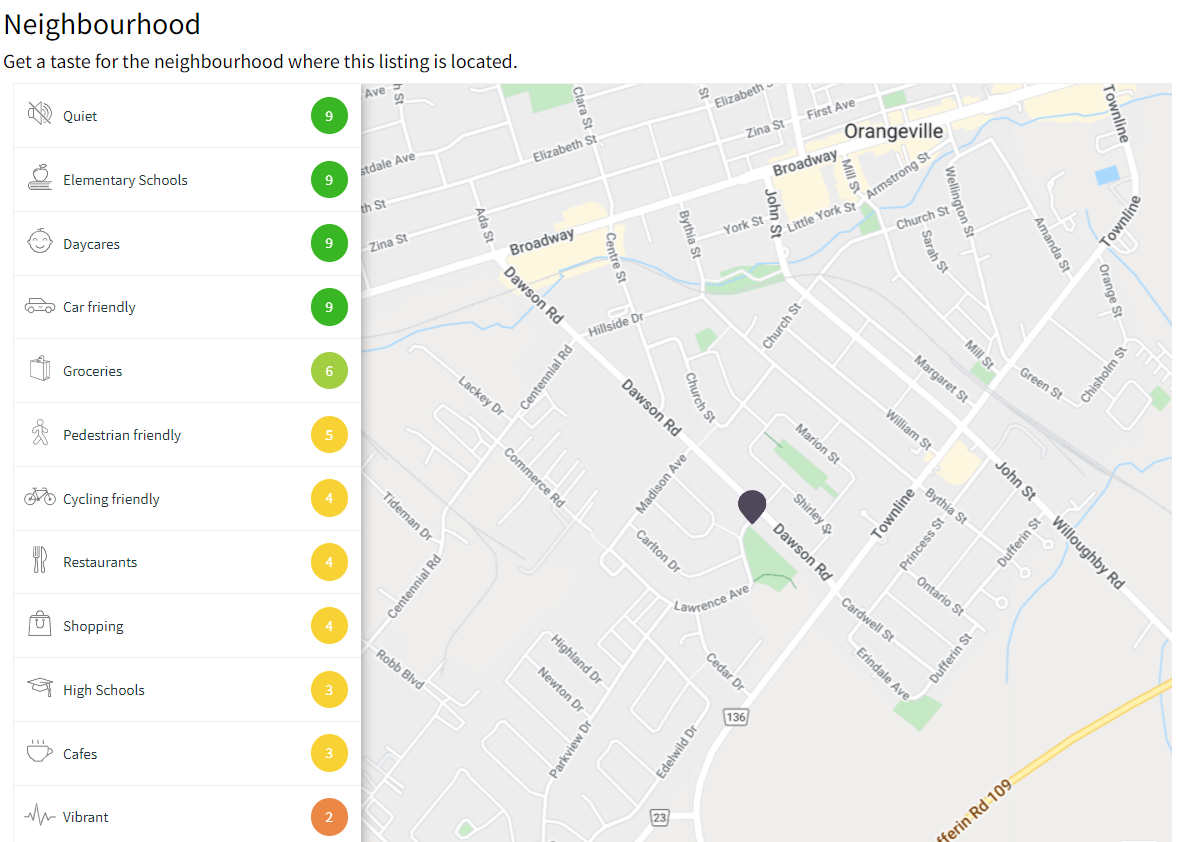 Neighbourhood
Get a taste for the neighbourhood where this listing is located.
Quiet 9
Elementary Schools 9
Daycares 9
Car friendly 9
Groceries 6
Pedestrian friendly 5
Cycling friendly 4
Restaurants 4
Shopping 4
High Schools 3
Cafes 3
Vibrant 2
Ave
h St
Clara St
St
Elizabeth St
First Ave
Townline
Orangeville
Zina St
Elizabeth St
stdale Ave
Broadway
Mill St
Armstrong St
Wellington St
th St
Ada St
John St
Little York St
York St
Church St
Townline
Bythia St
Amanda St
Zina St
Broadway
Centre St
Sarah St
Dawson Rd
Orange St
Hillside Dr
Church St
Mill St
Centennial Rd
Margaret St
Green St
Chisholm St
Lackey Dr
Dawson Rd
Church St
William St
Marion St
Commerce Rd
Madison Ave
John St
Tideman Dr
Shirley St
Townline
Bythia St
Dawson Rd
Princess St
Dufferin St
Willoughby Rd
Carlton Dr
Centennial Rd
Lawrence Ave
Ontario St
Cardwell St
Robb Blvd
Highland Dr
Dufferin St
Erindale Ave
Cedar Dr
Newton Dr
136
Parkview Dr
Edelwild Dr
23
fferin Rd 109